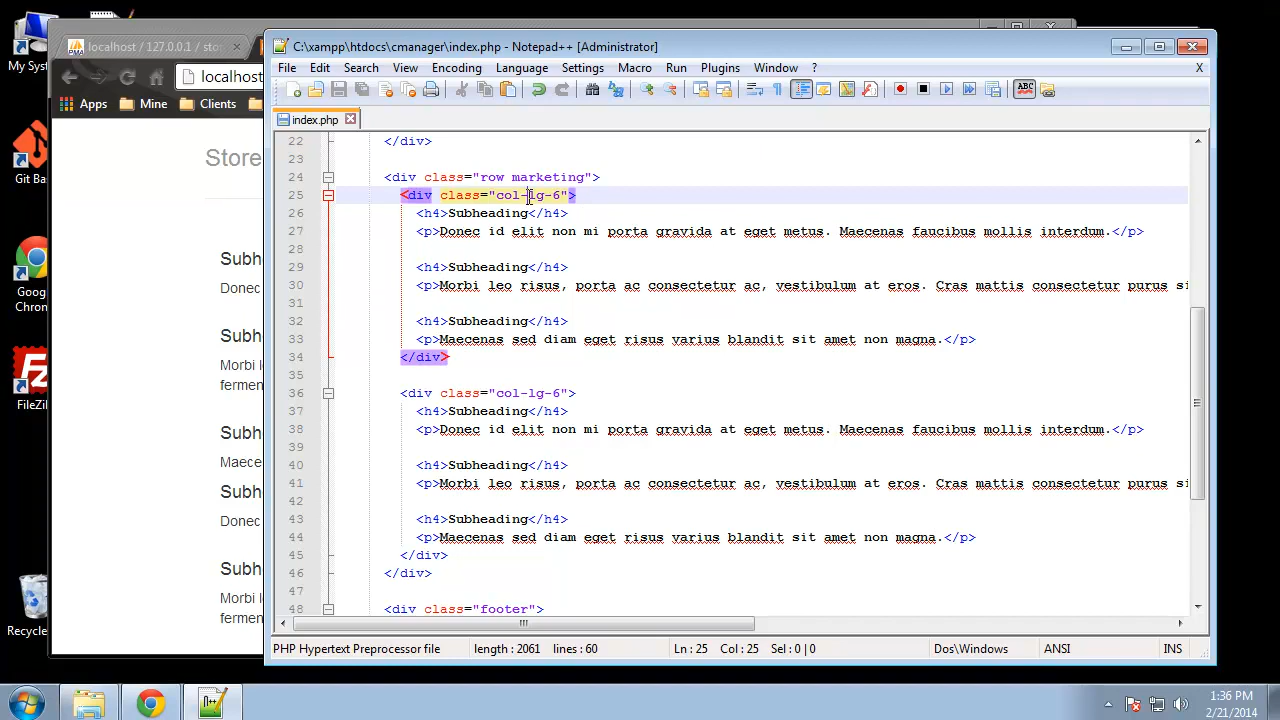 My Sys
Git Ba
Goog
Chron
FileZil
Recycle
localhost / 127.0.0.1 / sto
localhost
Apps
Mine
Clients
Store
Subh
Donec
Subh
Morbi l
ferment
Subh
Maece
Subh
Donec
Subh
Morbi l
ferment
C:\xampp\htdocs\cmanager\index.php - Notepad++ [Administrator]
File Edit Search View Encoding Language Settings Macro Run Plugins Window ? X
index.php
22 </div>
23
24 <div class="row marketing">
25 <div class="col-lg-6">
26 <h4>Subheading</h4>
27 <p>Donec id elit non mi porta gravida at eget metus. Maecenas faucibus mollis interdum.</p>
28
29 <h4>Subheading</h4>
30 <p>Morbi leo risus, porta ac consectetur ac, vestibulum at eros. Cras mattis consectetur purus si
31
32 <h4>Subheading</h4>
33 <p>Maecenas sed diam eget risus varius blandit sit amet non magna.</p>
34 </div>
35
36 <div class="col-lg-6">
37 <h4>Subheading</h4>
38 <p>Donec id elit non mi porta gravida at eget metus. Maecenas faucibus mollis interdum.</p>
39
40 <h4>Subheading</h4>
41 <p>Morbi leo risus, porta ac consectetur ac, vestibulum at eros. Cras mattis consectetur purus si
42
43 <h4>Subheading</h4>
44 <p>Maecenas sed diam eget risus varius blandit sit amet non magna.</p>
45 </div>
46 </div>
47
48 <div class="footer">
PHP Hypertext Preprocessor file length : 2061 lines : 60 Ln : 25 Col : 25 Sel : 0 | 0 Dos\Windows ANSI INS
1:36 PM
2/21/2014